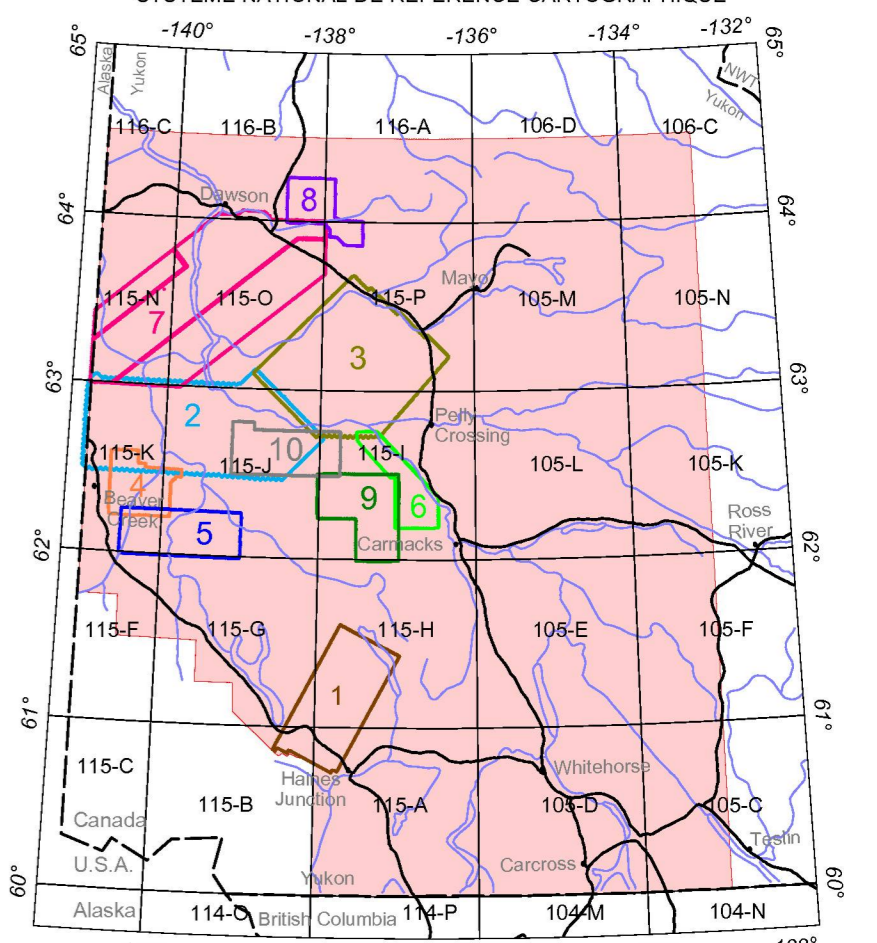 SYSTÈME NATIONAL DE RÉFÉRENCE CARTOGRAPHIQUE
65° -140° -138° -136° -134° -132° 65°
Alaska Yukon NWT Yukon
116-C 116-B 116-A 106-D 106-C
Dawson 8
64° 64°
Mayo
115-N 115-O 115-P 105-M 105-N
7
3
63° 63°
2
Pelly
Crossing
115-K 115-J 10 115-I 105-L 105-K
4 9 6
Beaver
Creek
5
Ross
River
Carmacks
62° 62°
115-F 115-G 115-H 105-E 105-F
1
61° 61°
115-C Haines
Junction
Whitehorse
115-B 115-A 105-D 105-C
Canada
U.S.A.
Teslin
Carcross
60° Yukon 60°
Alaska 114-O British Columbia 114-P 104-M 104-N